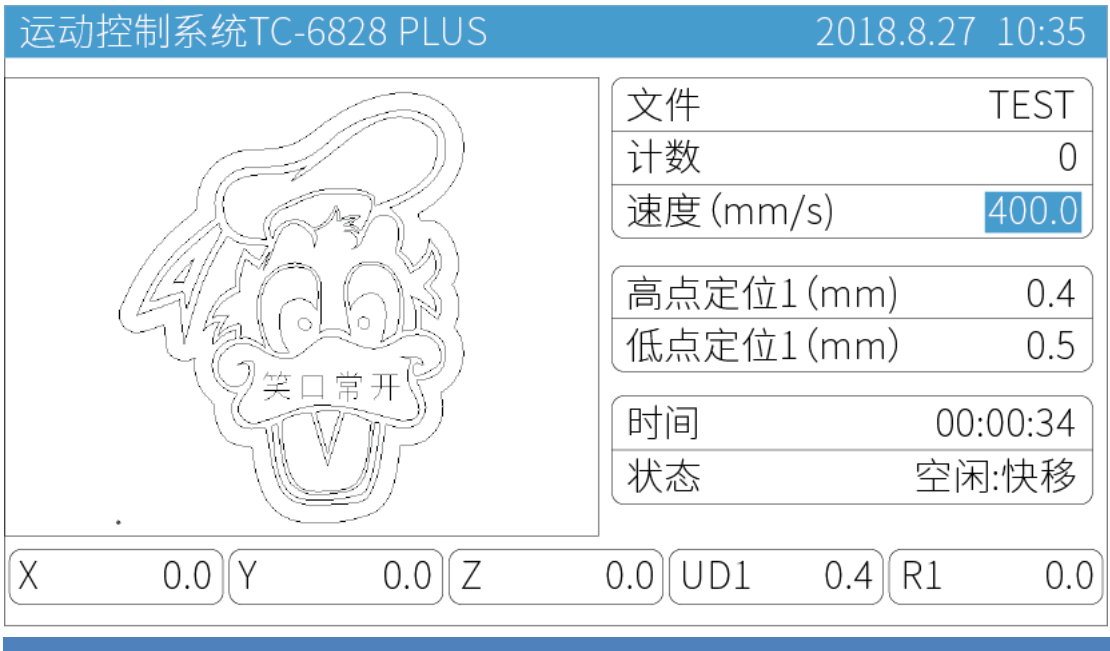 运动控制系统TC-6828 PLUS 2018.8.27 10:35
文件 TEST
计数 0
速度(mm/s) 400.0
高点定位1(mm) 0.4
低点定位1(mm) 0.5
笑口常开
时间 00:00:34
状态 空闲:快移
X 0.0 Y 0.0 Z 0.0 UD1 0.4 R1 0.0